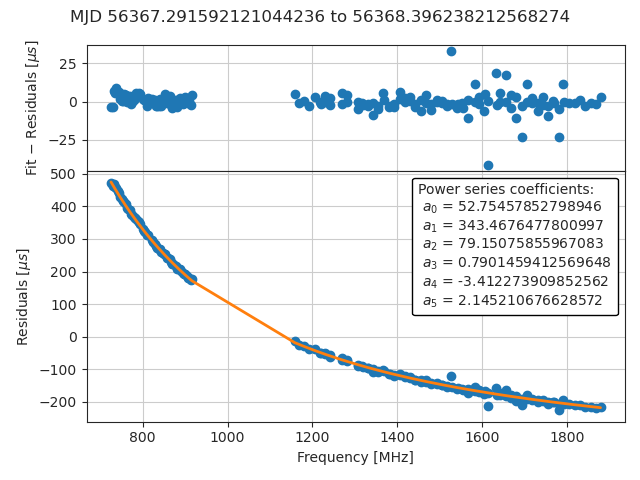 MJD 56367.291592121044236 to 56368.396238212568274
Fit − Residuals [μs]
25
0
−25
Residuals [μs]
500
400
300
200
100
0
−100
−200
Power series coefficients:
a0 = 52.75457852798946
a1 = 343.4676477800997
a2 = 79.15075855967083
a3 = 0.7901459412569648
a4 = -3.412273909852562
a5 = 2.145210676628572
800 1000 1200 1400 1600 1800
Frequency [MHz]